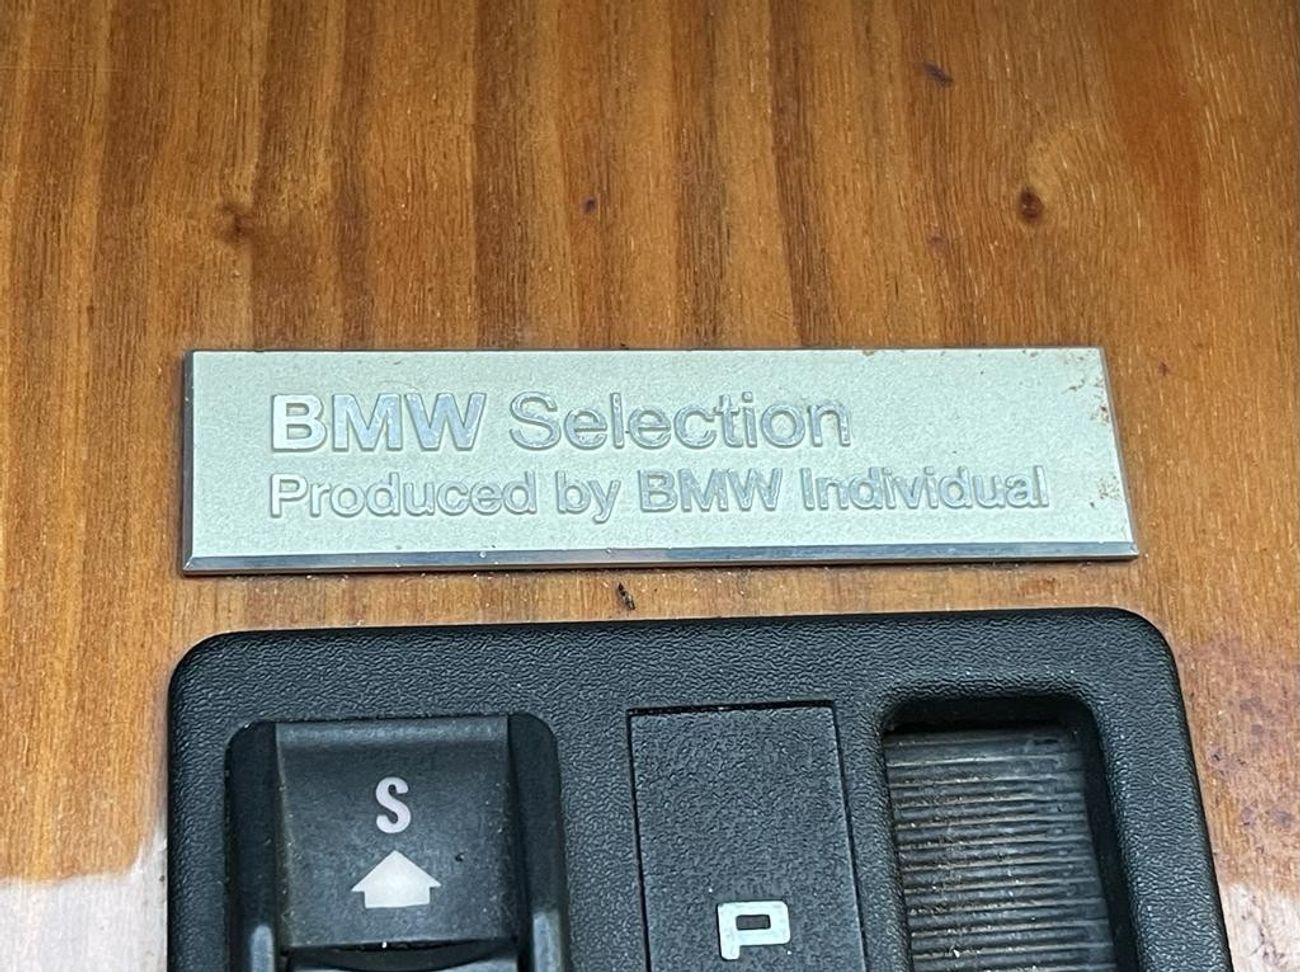 BMW Selection
Produced by BMW Individual
S
P